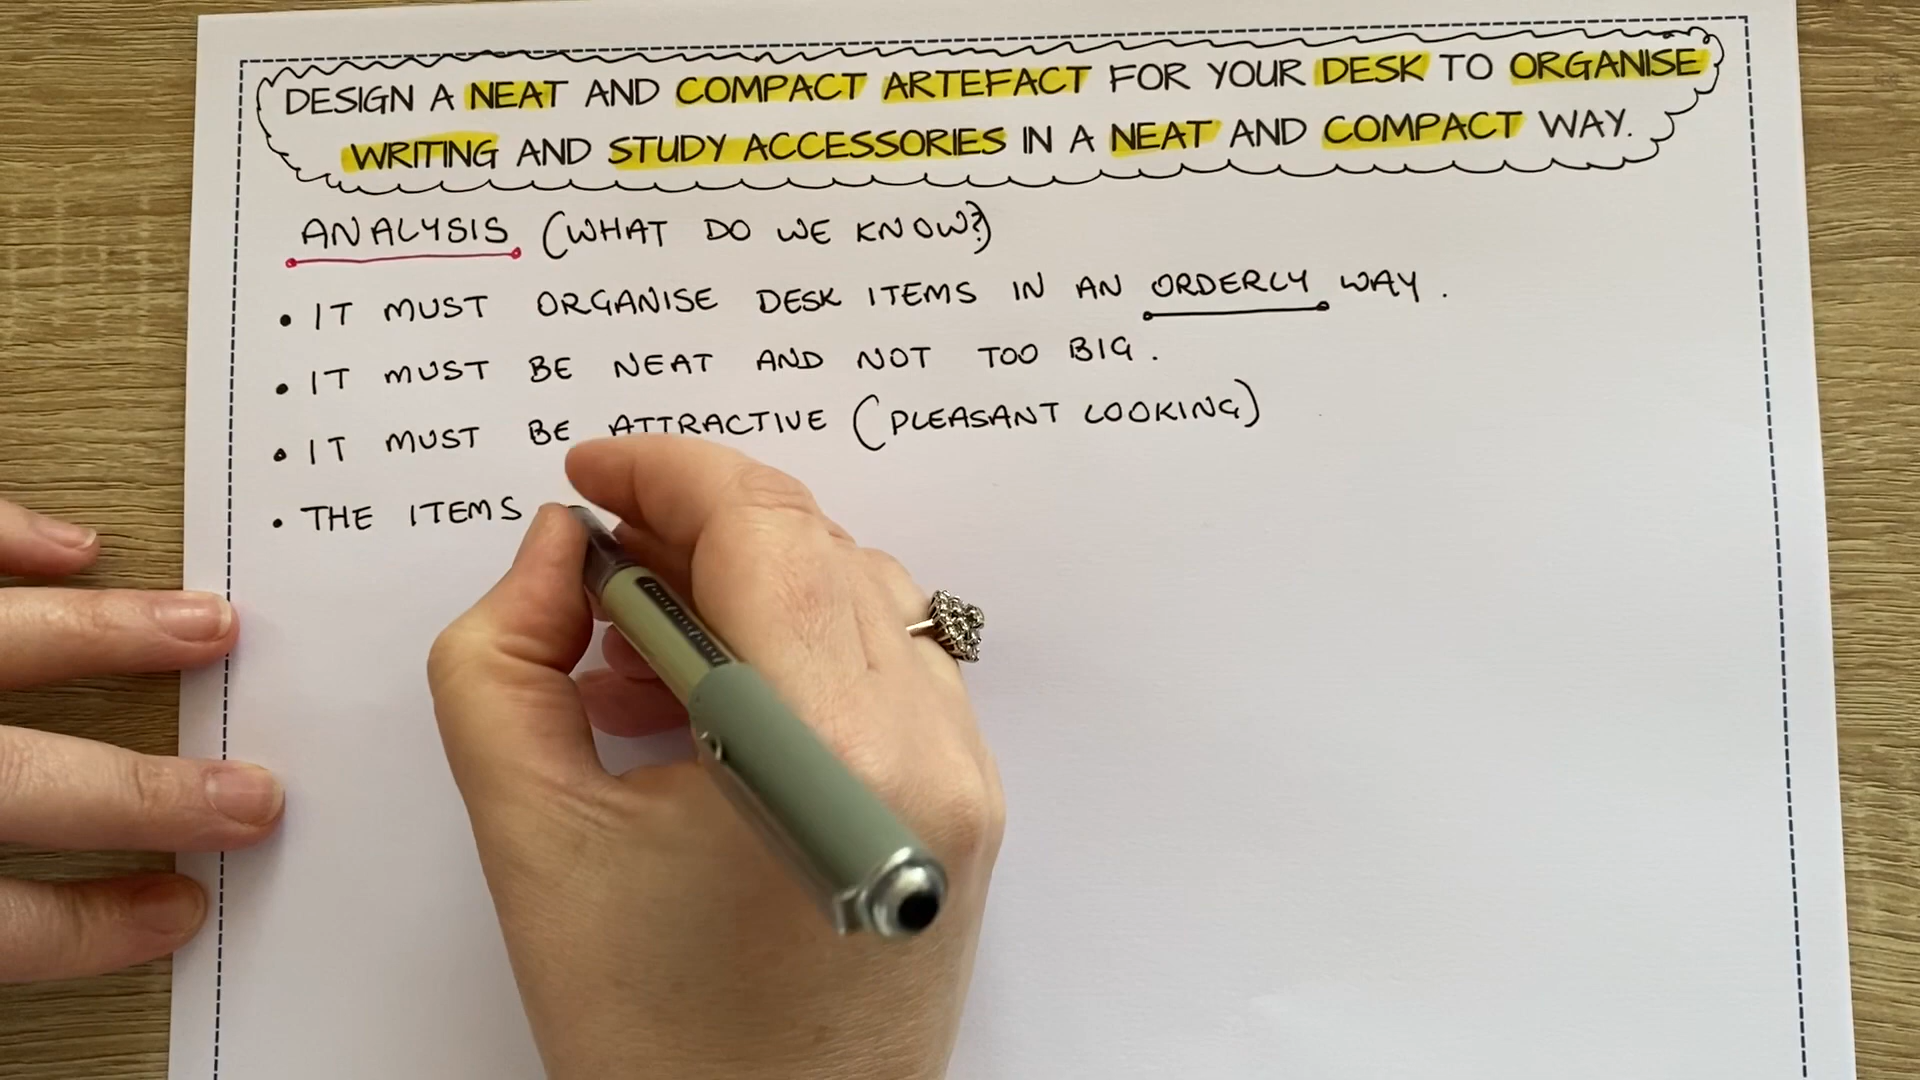 DESIGN A NEAT AND COMPACT ARTEFACT FOR YOUR DESK TO ORGANISE
WRITING AND STUDY ACCESSORIES IN A NEAT AND COMPACT WAY.
ANALYSIS (WHAT DO WE KNOW?)
• IT MUST ORGANISE DESK ITEMS IN AN ORDERLY WAY.
• IT MUST BE NEAT AND NOT TOO BIG.
• IT MUST BE ATTRACTIVE (PLEASANT LOOKING)
• THE ITEMS